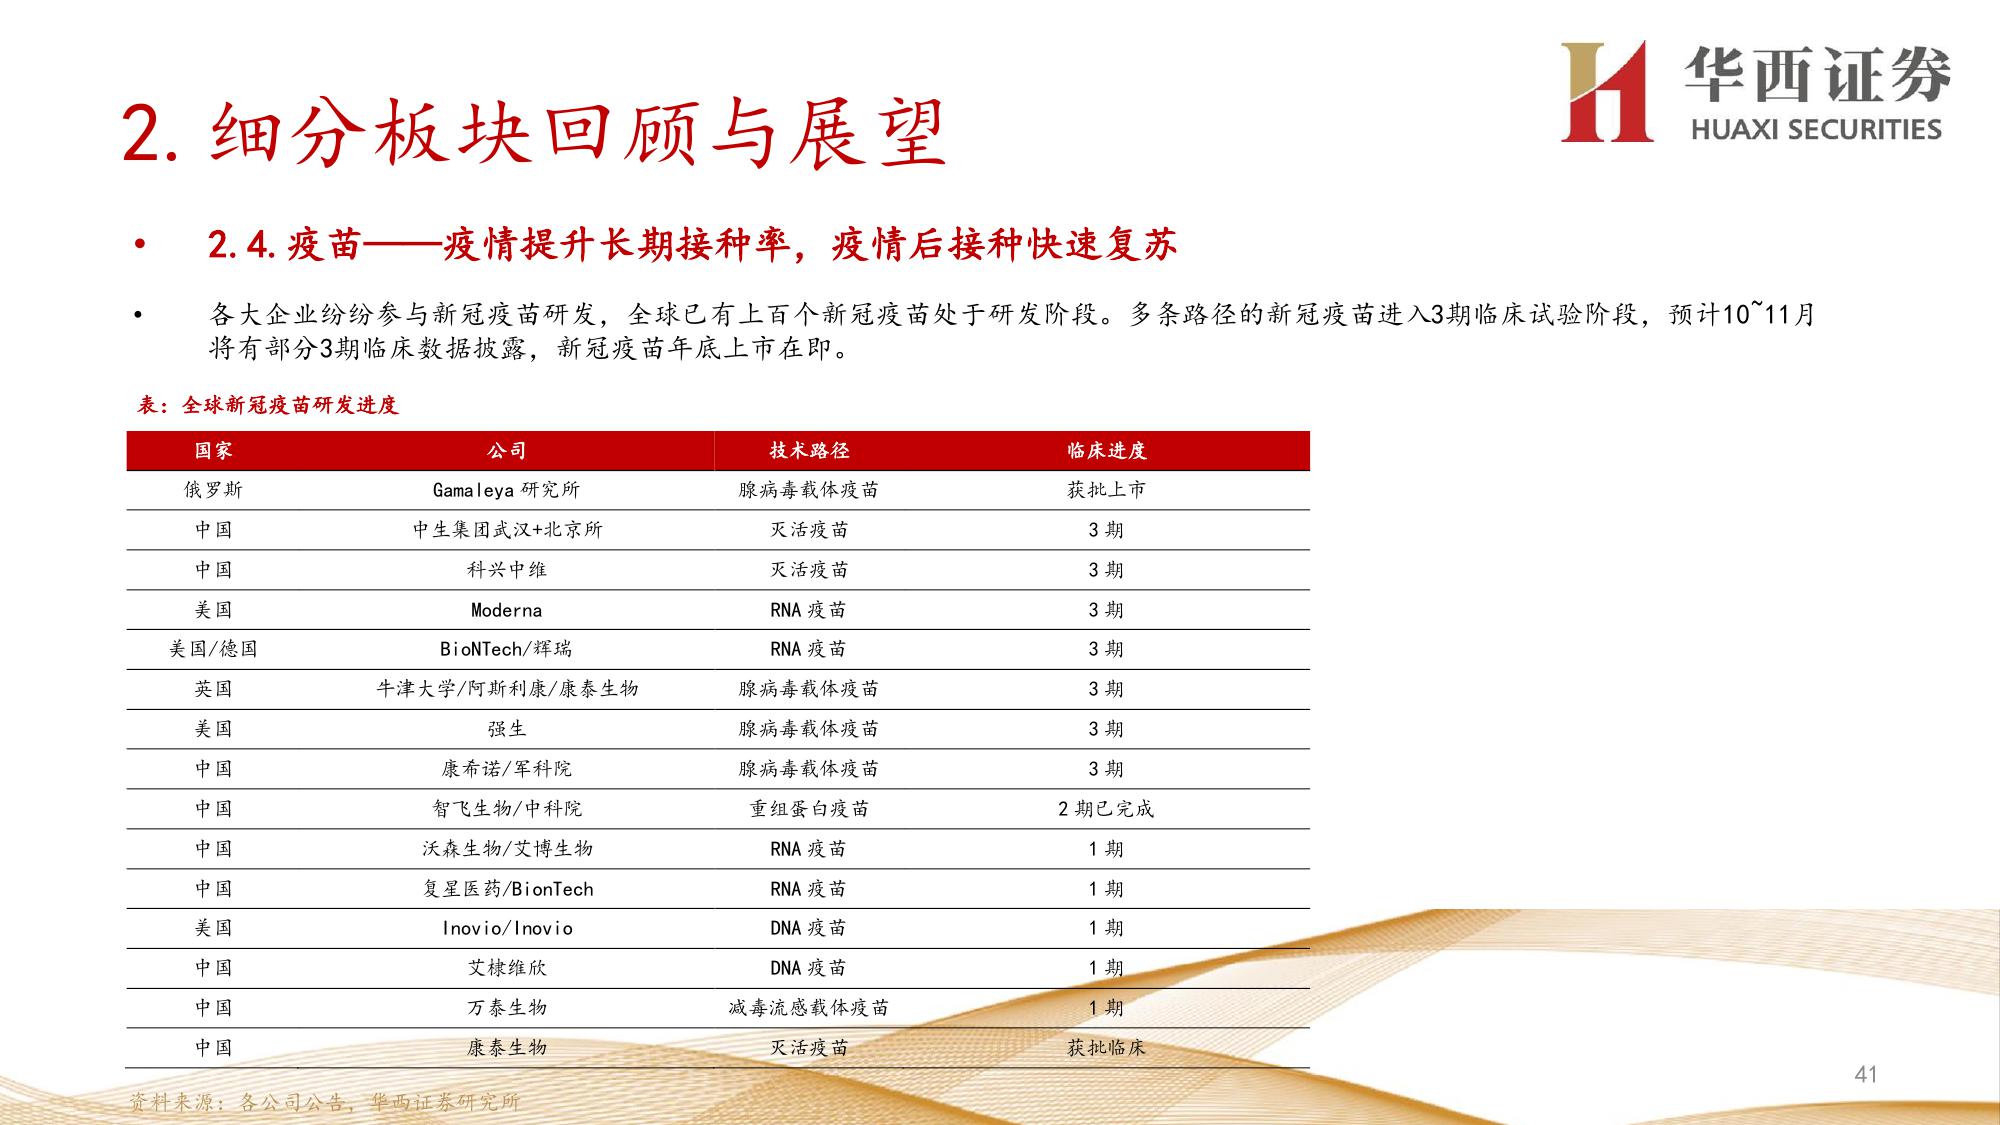 华西证券
HUAXI SECURITIES
2. 细分板块回顾与展望
• 2.4. 疫苗——疫情提升长期接种率，疫情后接种快速复苏
• 各大企业纷纷参与新冠疫苗研发，全球已有上百个新冠疫苗处于研发阶段。多条路径的新冠疫苗进入3期临床试验阶段，预计10~11月
将有部分3期临床数据披露，新冠疫苗年底上市在即。
表：全球新冠疫苗研发进度
国家 公司 技术路径 临床进度
俄罗斯 Gamaleya 研究所 腺病毒载体疫苗 获批上市
中国 中生集团武汉+北京所 灭活疫苗 3 期
中国 科兴中维 灭活疫苗 3 期
美国 Moderna RNA 疫苗 3 期
美国/德国 BioNTech/辉瑞 RNA 疫苗 3 期
英国 牛津大学/阿斯利康/康泰生物 腺病毒载体疫苗 3 期
美国 强生 腺病毒载体疫苗 3 期
中国 康希诺/军科院 腺病毒载体疫苗 3 期
中国 智飞生物/中科院 重组蛋白疫苗 2 期已完成
中国 沃森生物/艾博生物 RNA 疫苗 1 期
中国 复星医药/BionTech RNA 疫苗 1 期
美国 Inovio/Inovio DNA 疫苗 1 期
中国 艾棣维欣 DNA 疫苗 1 期
中国 万泰生物 减毒流感载体疫苗 1 期
中国 康泰生物 灭活疫苗 获批临床
资料来源：各公司公告，华西证券研究所
41